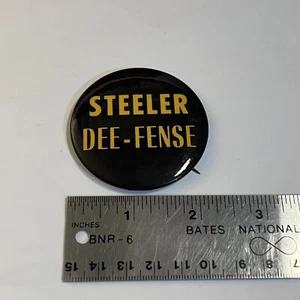 STEELER
DEE-FENSE
1 2 3
INCHES
BATES NATIONAL
BNR-6
15 14 13 12 11 10 9 8 7